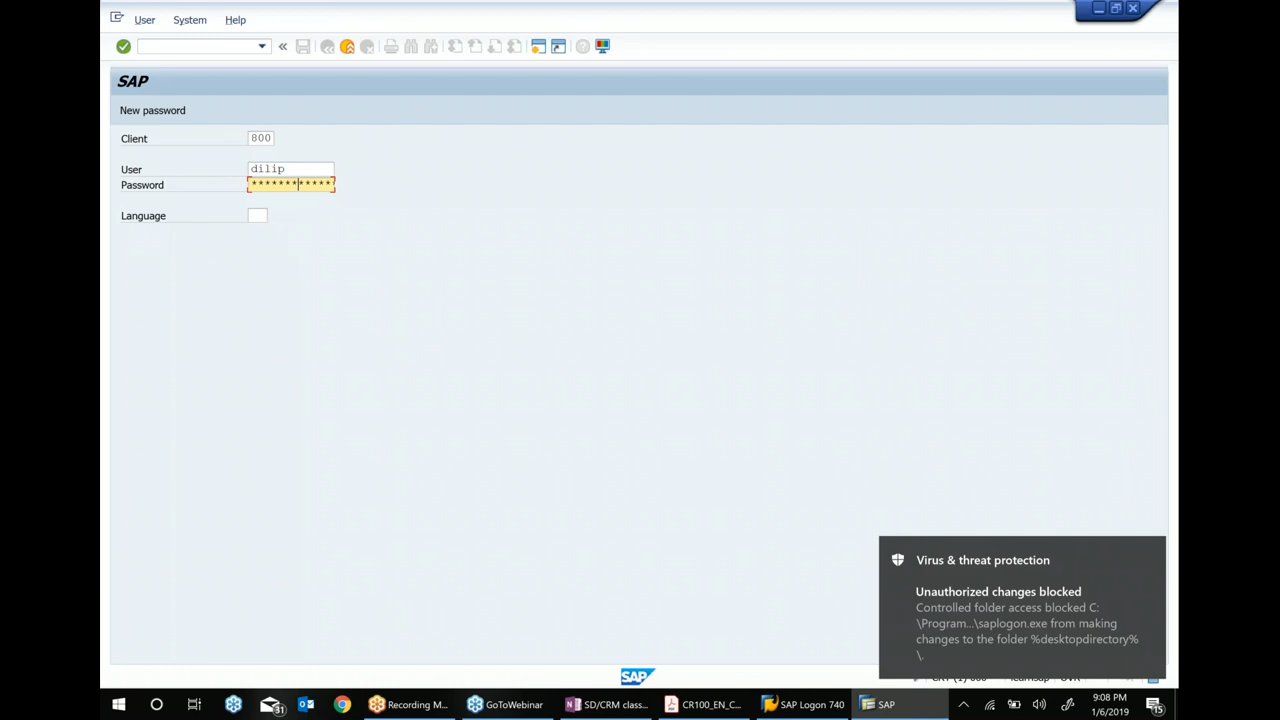 User System Help
SAP
New password
Client 800
User dilip
Password ************
Language
Virus & threat protection
Unauthorized changes blocked
Controlled folder access blocked C:
\Program...\saplogon.exe from making
changes to the folder %desktopdirectory%
\.
SAP
31
Recording M...
GoToWebinar
SD/CRM class...
CR100_EN_C...
SAP Logon 740
SAP
9:08 PM
1/6/2019
15